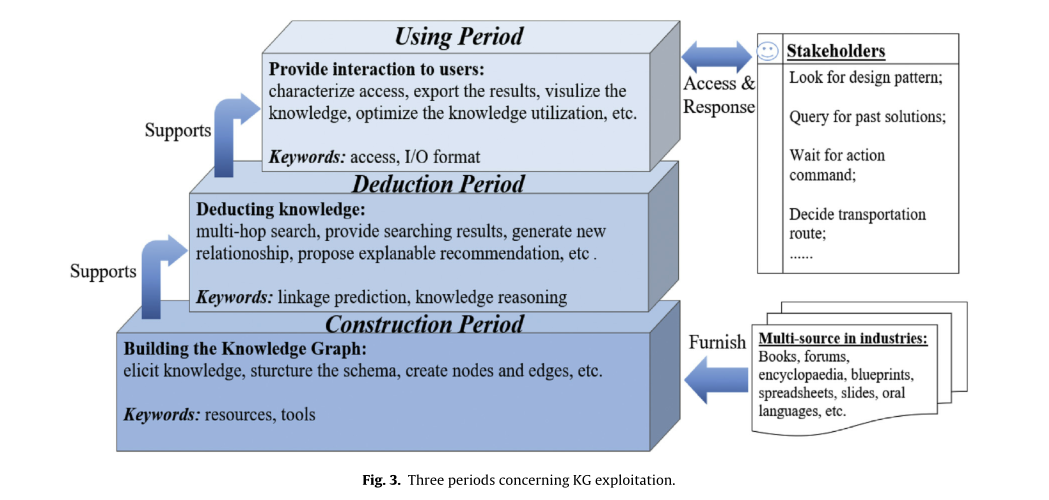 Using Period
Provide interaction to users:
characterize access, export the results, visulize the
knowledge, optimize the knowledge utilization, etc.
Keywords: access, I/O format
Supports
Access &
Response
Stakeholders
Look for design pattern;
Query for past solutions;
Wait for action
command;
Decide transportation
route;
......
Deduction Period
Deducting knowledge:
multi-hop search, provide searching results, generate new
relationoship, propose explanable recommendation, etc .
Keywords: linkage prediction, knowledge reasoning
Supports
Construction Period
Building the Knowledge Graph:
elicit knowledge, sturcture the schema, create nodes and edges, etc.
Keywords: resources, tools
Furnish
Multi-source in industries:
Books, forums,
encyclopaedia, blueprints,
spreadsheets, slides, oral
languages, etc.
Fig. 3. Three periods concerning KG exploitation.